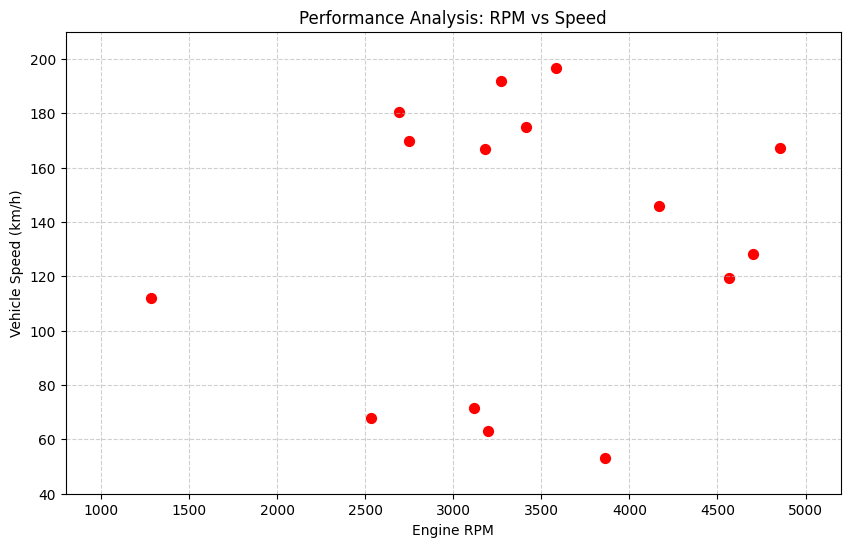 Performance Analysis: RPM vs Speed
200
180
160
140
120
100
80
60
40
Vehicle Speed (km/h)
1000 1500 2000 2500 3000 3500 4000 4500 5000
Engine RPM